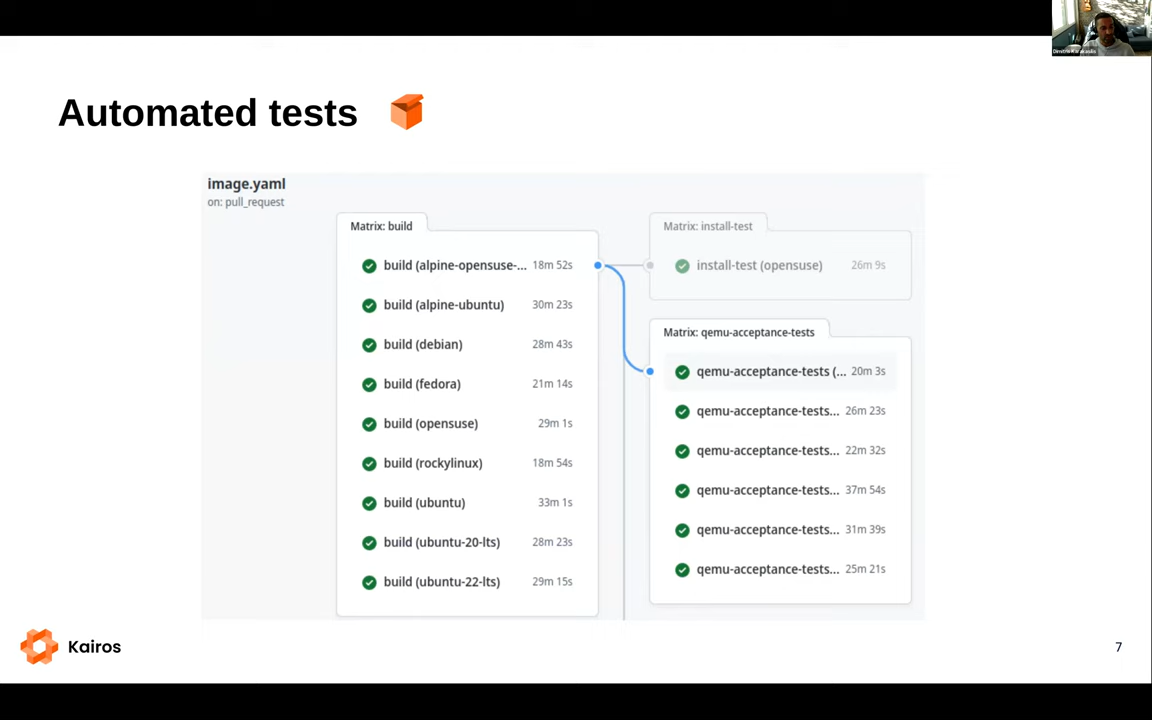 Automated tests
image.yaml
on: pull_request
Matrix: build
build (alpine-opensuse-... 18m 52s
build (alpine-ubuntu) 30m 23s
build (debian) 28m 43s
build (fedora) 21m 14s
build (opensuse) 29m 1s
build (rockylinux) 18m 54s
build (ubuntu) 33m 1s
build (ubuntu-20-lts) 28m 23s
build (ubuntu-22-lts) 29m 15s
Matrix: install-test
install-test (opensuse) 26m 9s
Matrix: qemu-acceptance-tests
qemu-acceptance-tests (... 20m 3s
qemu-acceptance-tests... 26m 23s
qemu-acceptance-tests... 22m 32s
qemu-acceptance-tests... 37m 54s
qemu-acceptance-tests... 31m 39s
qemu-acceptance-tests... 25m 21s
Kairos
7